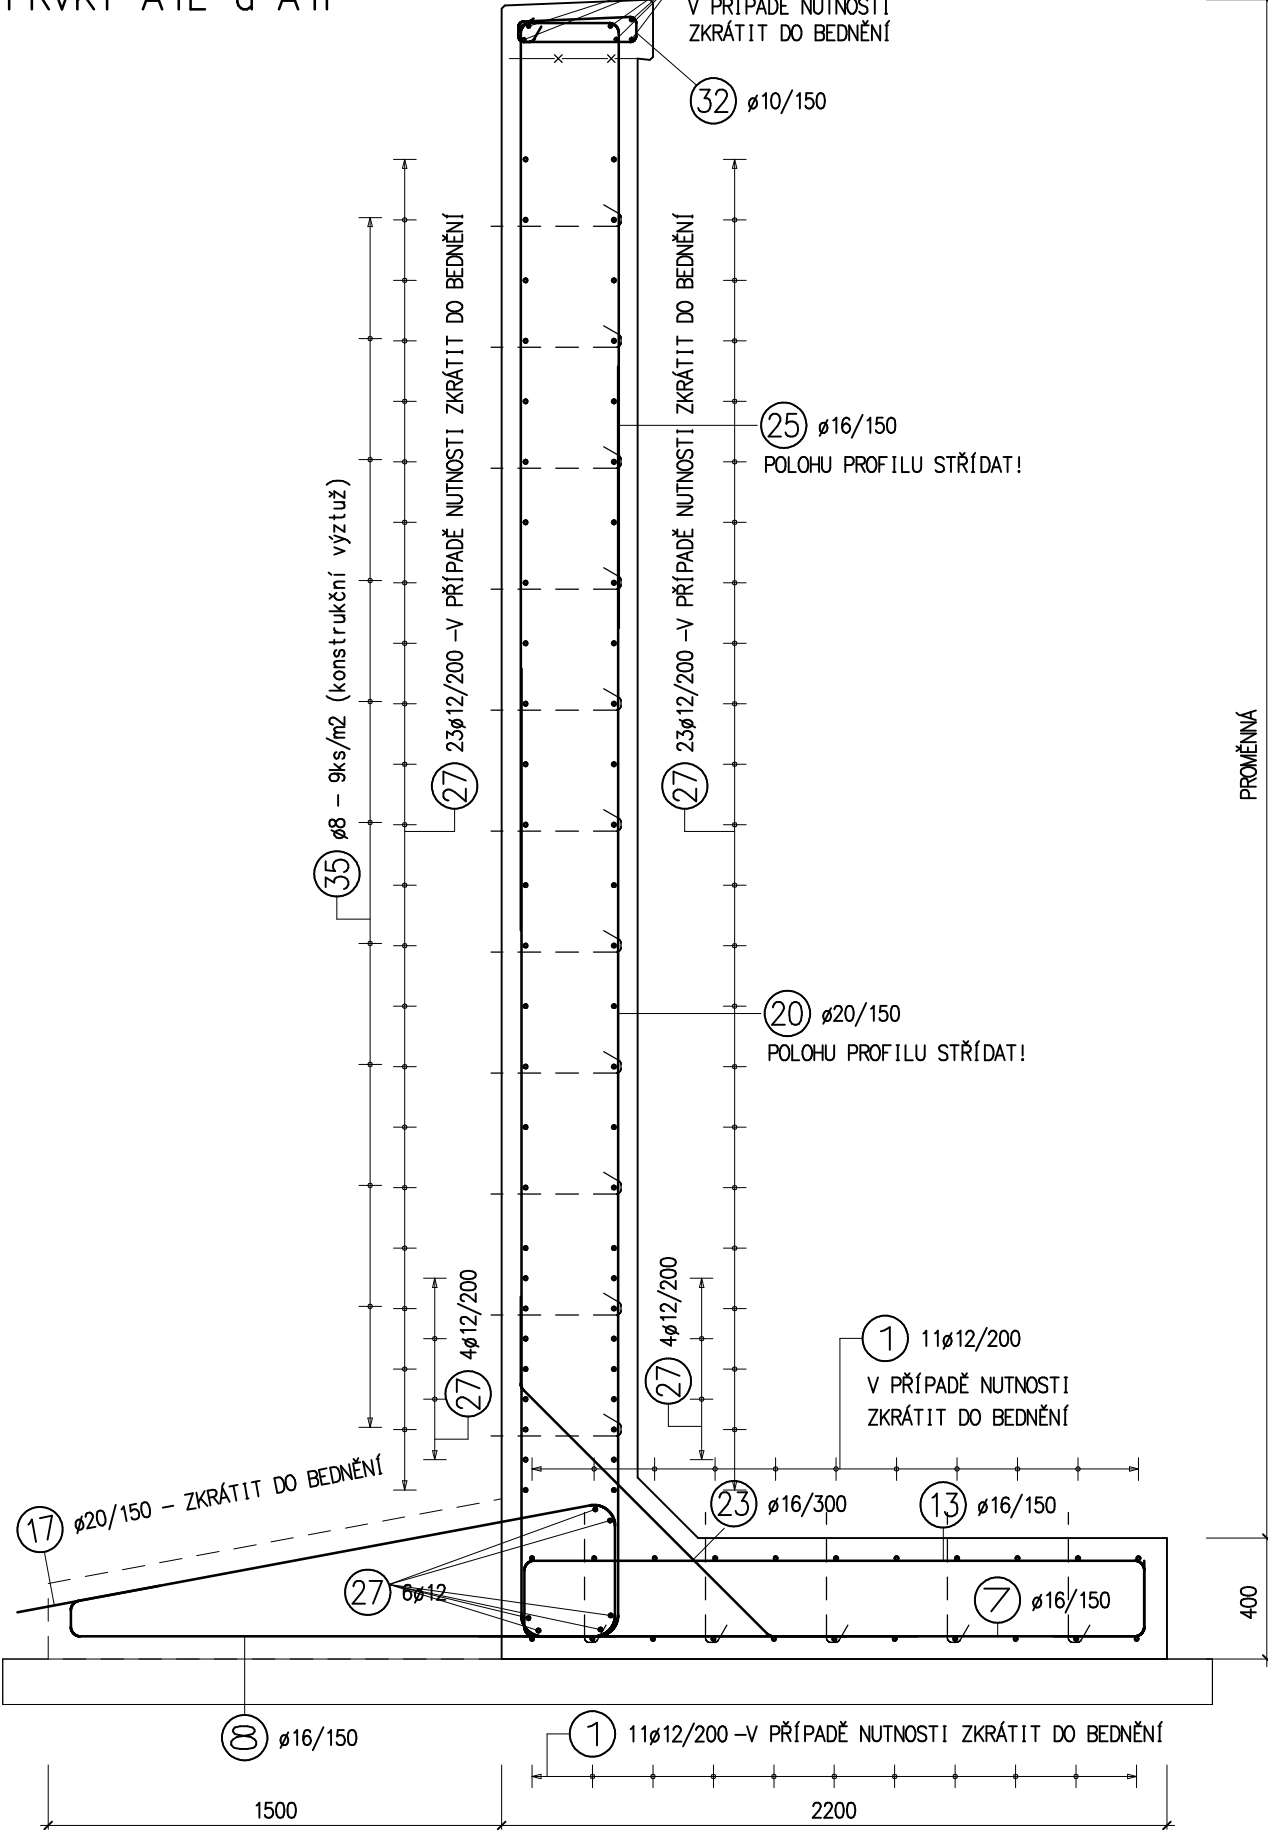 PRVKY A1E a A1F
V PŘÍPADĚ NUTNOSTI
ZKRÁTIT DO BEDNĚNÍ
32 ø10/150
27 23ø12/200 -V PŘÍPADĚ NUTNOSTI ZKRÁTIT DO BEDNĚNÍ
27 23ø12/200 -V PŘÍPADĚ NUTNOSTI ZKRÁTIT DO BEDNĚNÍ
25 ø16/150
POLOHU PROFILU STŘÍDAT!
35 ø8 - 9ks/m2 (konstrukční výztuž)
PROMĚNNÁ
20 ø20/150
POLOHU PROFILU STŘÍDAT!
27 4ø12/200
27 4ø12/200
1 11ø12/200
V PŘÍPADĚ NUTNOSTI
ZKRÁTIT DO BEDNĚNÍ
17 ø20/150 - ZKRÁTIT DO BEDNĚNÍ
23 ø16/300
13 ø16/150
27 6ø12
7 ø16/150
400
8 ø16/150
1 11ø12/200 -V PŘÍPADĚ NUTNOSTI ZKRÁTIT DO BEDNĚNÍ
1500
2200